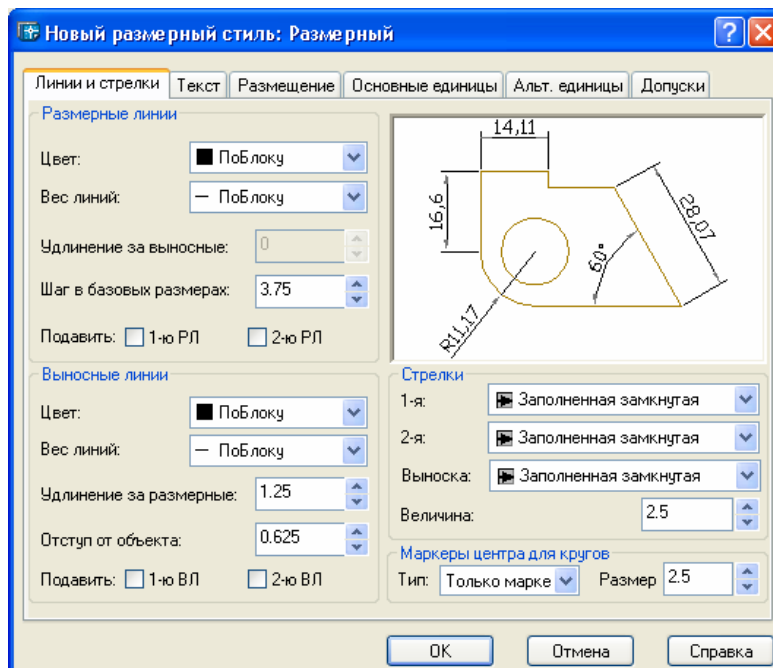 Новый размерный стиль: Размерный
Линии и стрелки
Текст
Размещение
Основные единицы
Альт. единицы
Допуски
Размерные линии
Цвет: ПоБлоку
Вес линий: ПоБлоку
Удлинение за выносные: 0
Шаг в базовых размерах: 3.75
Подавить: 1-ю РЛ 2-ю РЛ
14,11
16,6
28,07
60°
R11,17
Выносные линии
Цвет: ПоБлоку
Вес линий: ПоБлоку
Удлинение за размерные: 1.25
Отступ от объекта: 0.625
Подавить: 1-ю ВЛ 2-ю ВЛ
Стрелки
1-я: Заполненная замкнутая
2-я: Заполненная замкнутая
Выноска: Заполненная замкнутая
Величина: 2.5
Маркеры центра для кругов
Тип: Только марке Размер 2.5
OK
Отмена
Справка